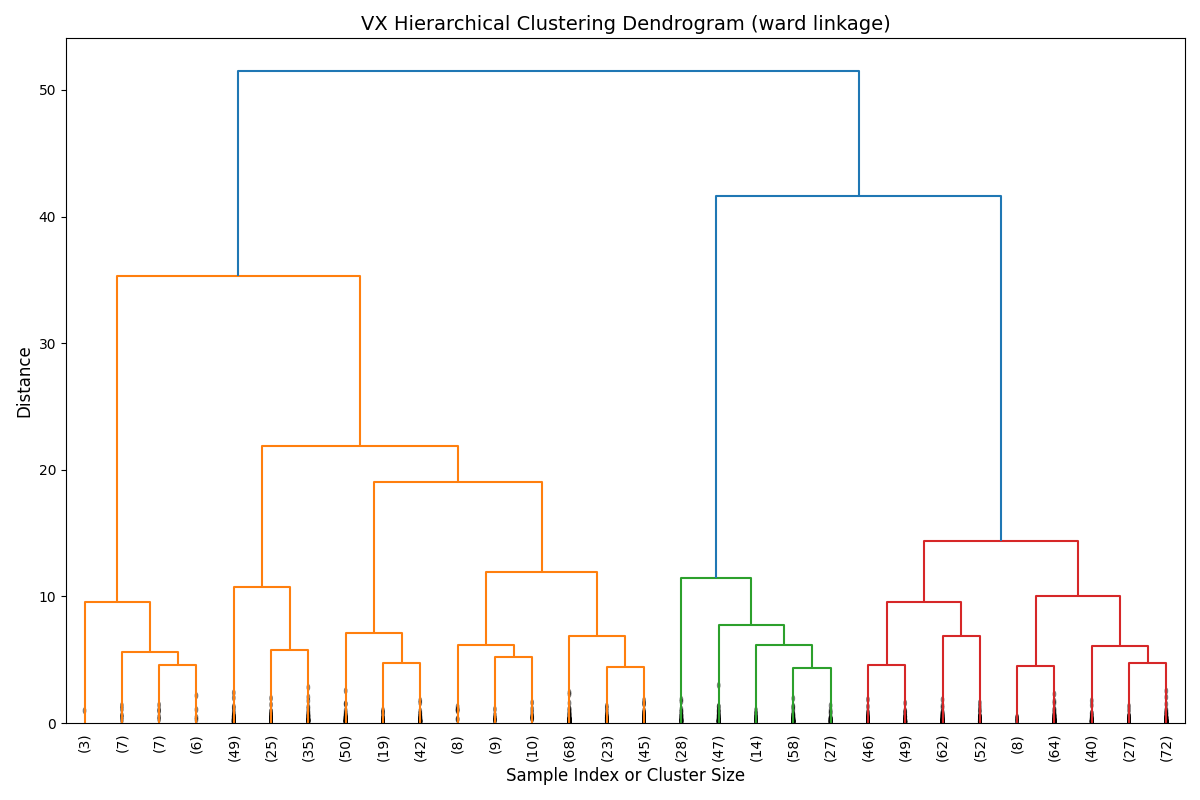 VX Hierarchical Clustering Dendrogram (ward linkage)
50
40
30
20
10
0
Distance
(3) (7) (7) (6) (49) (25) (35) (50) (19) (42) (8) (9) (10) (68) (23) (45) (28) (47) (14) (58) (27) (46) (49) (62) (52) (8) (64) (40) (27) (72)
Sample Index or Cluster Size